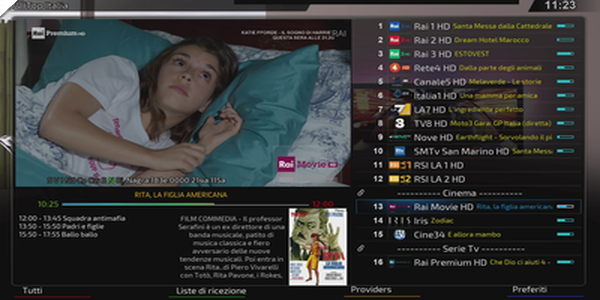 Top Italia
11:23
Rai Premium HD
KATIE FFORDE - IL SOGNO DI HARRIET
QUESTA SERA ALLE 21.20
RAI
Rai Movie HD
RITA, LA FIGLIA AMERICANA
10:25
12:00
12:00 - 13:45 Squadra antimafia
13:50 - 15:50 Padri e figlie
15:50 - 17:55 Ballo ballo
FILM COMMEDIA - Il professor
Serafini è un ex direttore di una
banda musicale, patito di
musica classica e fiero
avversario delle nuove
tendenze musicali. Poi entra in
scena Rita, di Piero Vivarelli
con Totò, Rita Pavone, i Rokes,
1 Rai 1 HD Santa Messa dalla Cattedrale
2 Rai 2 HD Dream Hotel Marocco
3 Rai 3 HD ESTOVEST
4 Rete4 HD Dalla parte degli animali
5 Canale5 HD Melaverde - Le storie
6 Italia1 HD Una mamma per amica
7 LA7 HD L'ingrediente perfetto
8 TV8 HD Moto3 Gara: GP Italia (diretta)
9 Nove HD Earthflight - Sorvolando il pi
10 SMTv San Marino HD Santa Mess
11 RSI LA 1 HD
12 RSI LA 2 HD
---------- Cinema ----------
13 Rai Movie HD Rita, la figlia american
14 IRIS Iris Zodiac
15 Cine34 E allora mambo
---------- Serie Tv ----------
16 Rai Premium HD Che Dio ci aiuti 4 -
Tutti
Liste di ricezione
Providers
Preferiti